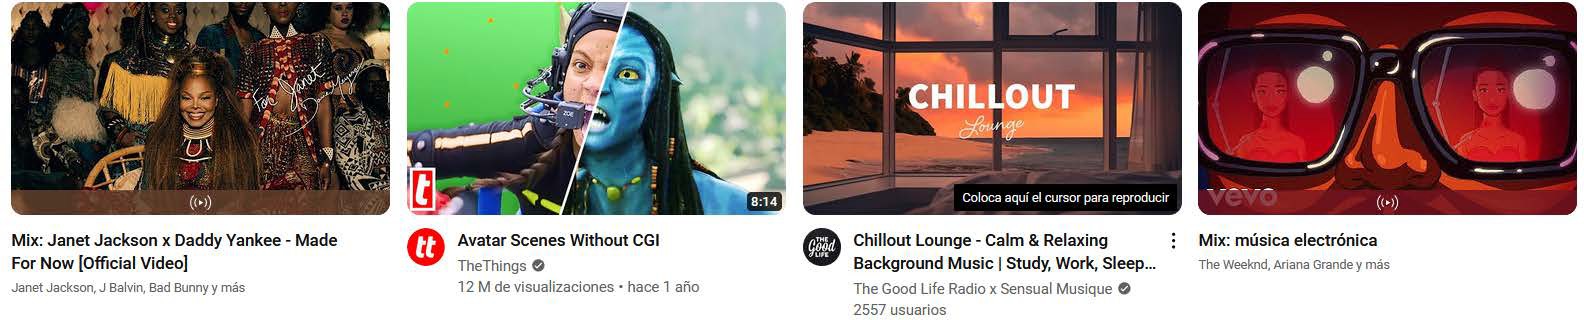 For Janet
Daddy Yankee
Mix: Janet Jackson x Daddy Yankee - Made
For Now [Official Video]
Janet Jackson, J Balvin, Bad Bunny y más
ZOE
t
8:14
tt
Avatar Scenes Without CGI
TheThings
12 M de visualizaciones • hace 1 año
CHILLOUT
Lounge
Coloca aquí el cursor para reproducir
THE
Good
LIFE
Chillout Lounge - Calm & Relaxing
Background Music | Study, Work, Sleep...
The Good Life Radio x Sensual Musique
2557 usuarios
vevo
Mix: música electrónica
The Weeknd, Ariana Grande y más